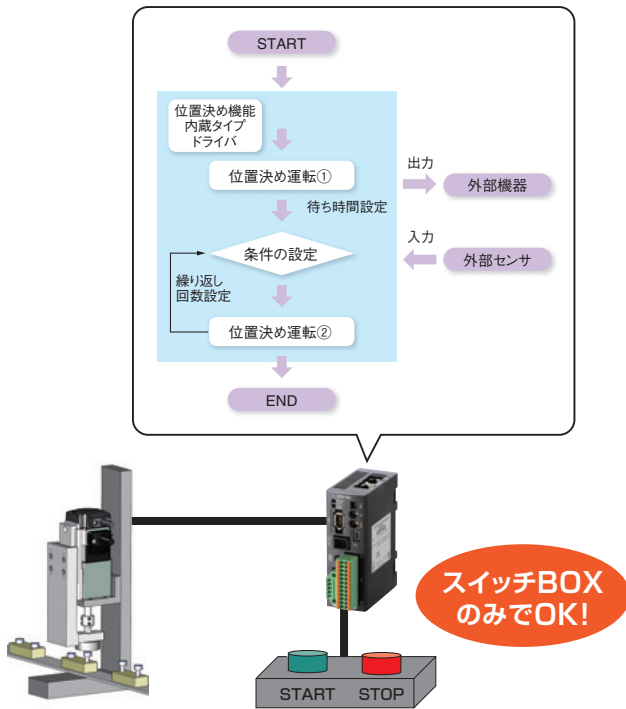 START
位置決め機能
内蔵タイプ
ドライバ
位置決め運転①
出力
外部機器
待ち時間設定
条件の設定
入力
外部センサ
繰り返し
回数設定
位置決め運転②
END
スイッチBOX
のみでOK!
START STOP